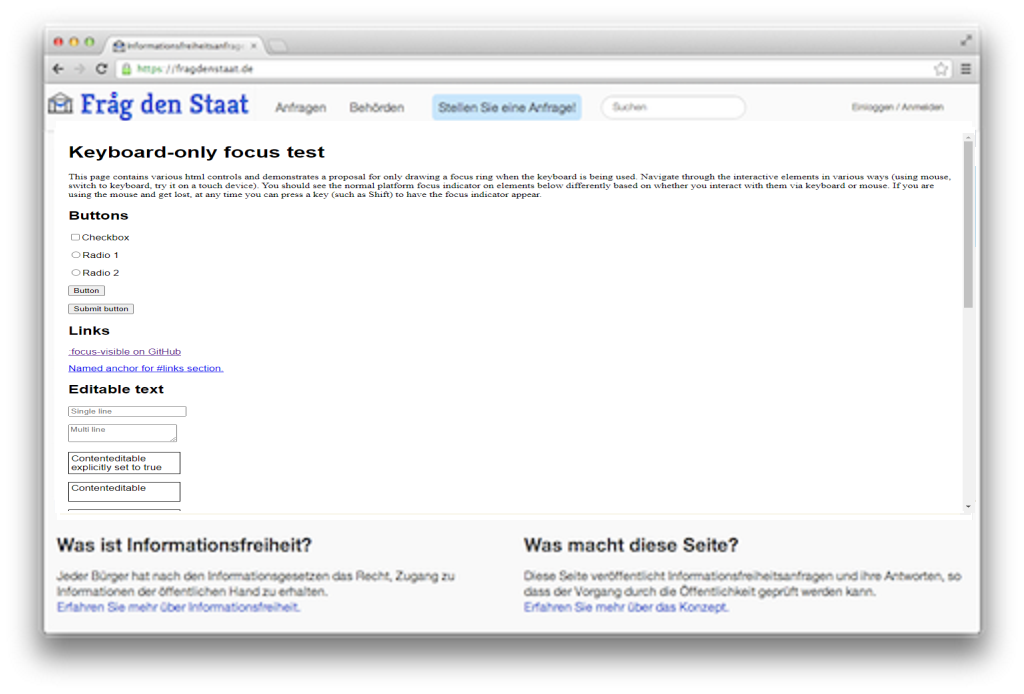 Informationsfreiheitsanfrage
https://fragdenstaat.de
Fråg den Staat Anfragen Behörden Stellen Sie eine Anfrage! Suchen Einloggen / Anmelden
Keyboard-only focus test
This page contains various html controls and demonstrates a proposal for only drawing a focus ring when the keyboard is being used. Navigate through the interactive elements in various ways (using mouse,
switch to keyboard, try it on a touch device). You should see the normal platform focus indicator on elements below differently based on whether you interact with them via keyboard or mouse. If you are
using the mouse and get lost, at any time you can press a key (such as Shift) to have the focus indicator appear.
Buttons
Checkbox
Radio 1
Radio 2
Button
Submit button
Links
:focus-visible on GitHub
Named anchor for #links section.
Editable text
Single line
Multi line
Contenteditable
explicitly set to true
Contenteditable
Was ist Informationsfreiheit?
Jeder Bürger hat nach den Informationsgesetzen das Recht, Zugang zu
Informationen der öffentlichen Hand zu erhalten.
Erfahren Sie mehr über Informationsfreiheit.
Was macht diese Seite?
Diese Seite veröffentlicht Informationsfreiheitsanfragen und ihre Antworten, so
dass der Vorgang durch die Öffentlichkeit geprüft werden kann.
Erfahren Sie mehr über das Konzept.